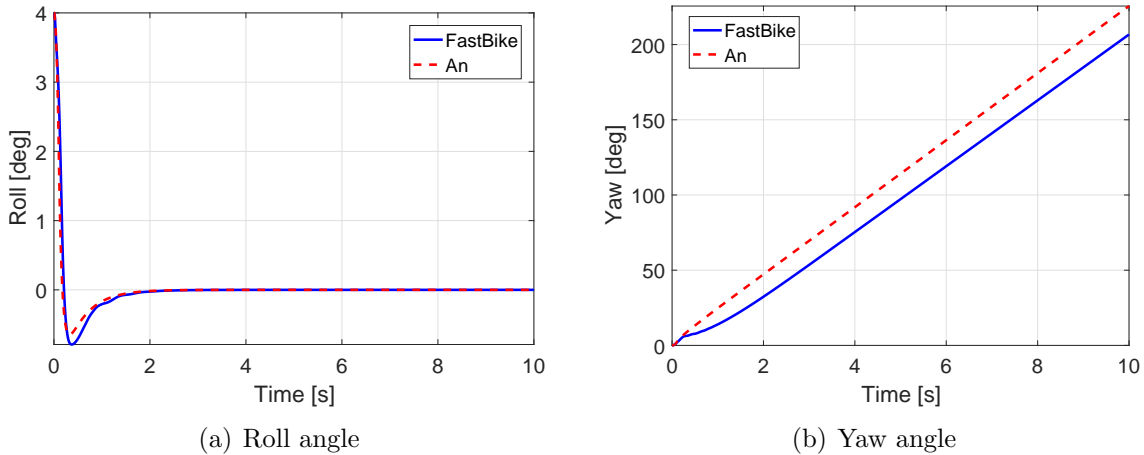 4
3
2
1
0
Roll [deg]
FastBike
An
0 2 4 6 8 10
Time [s]
(a) Roll angle
200
150
100
50
0
Yaw [deg]
FastBike
An
0 2 4 6 8 10
Time [s]
(b) Yaw angle